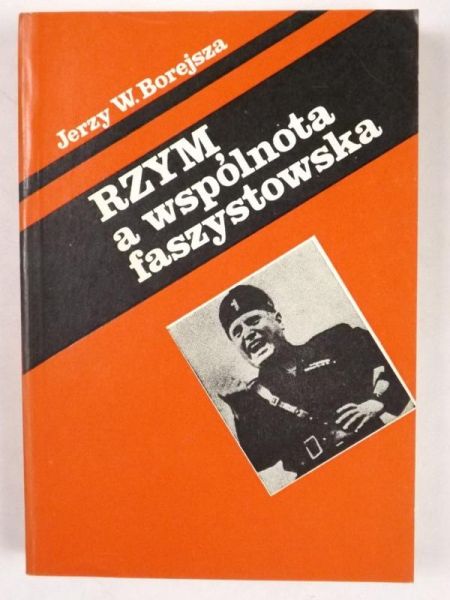 Jerzy W. Borejsza
RZYM
a wspólnota
faszystowska